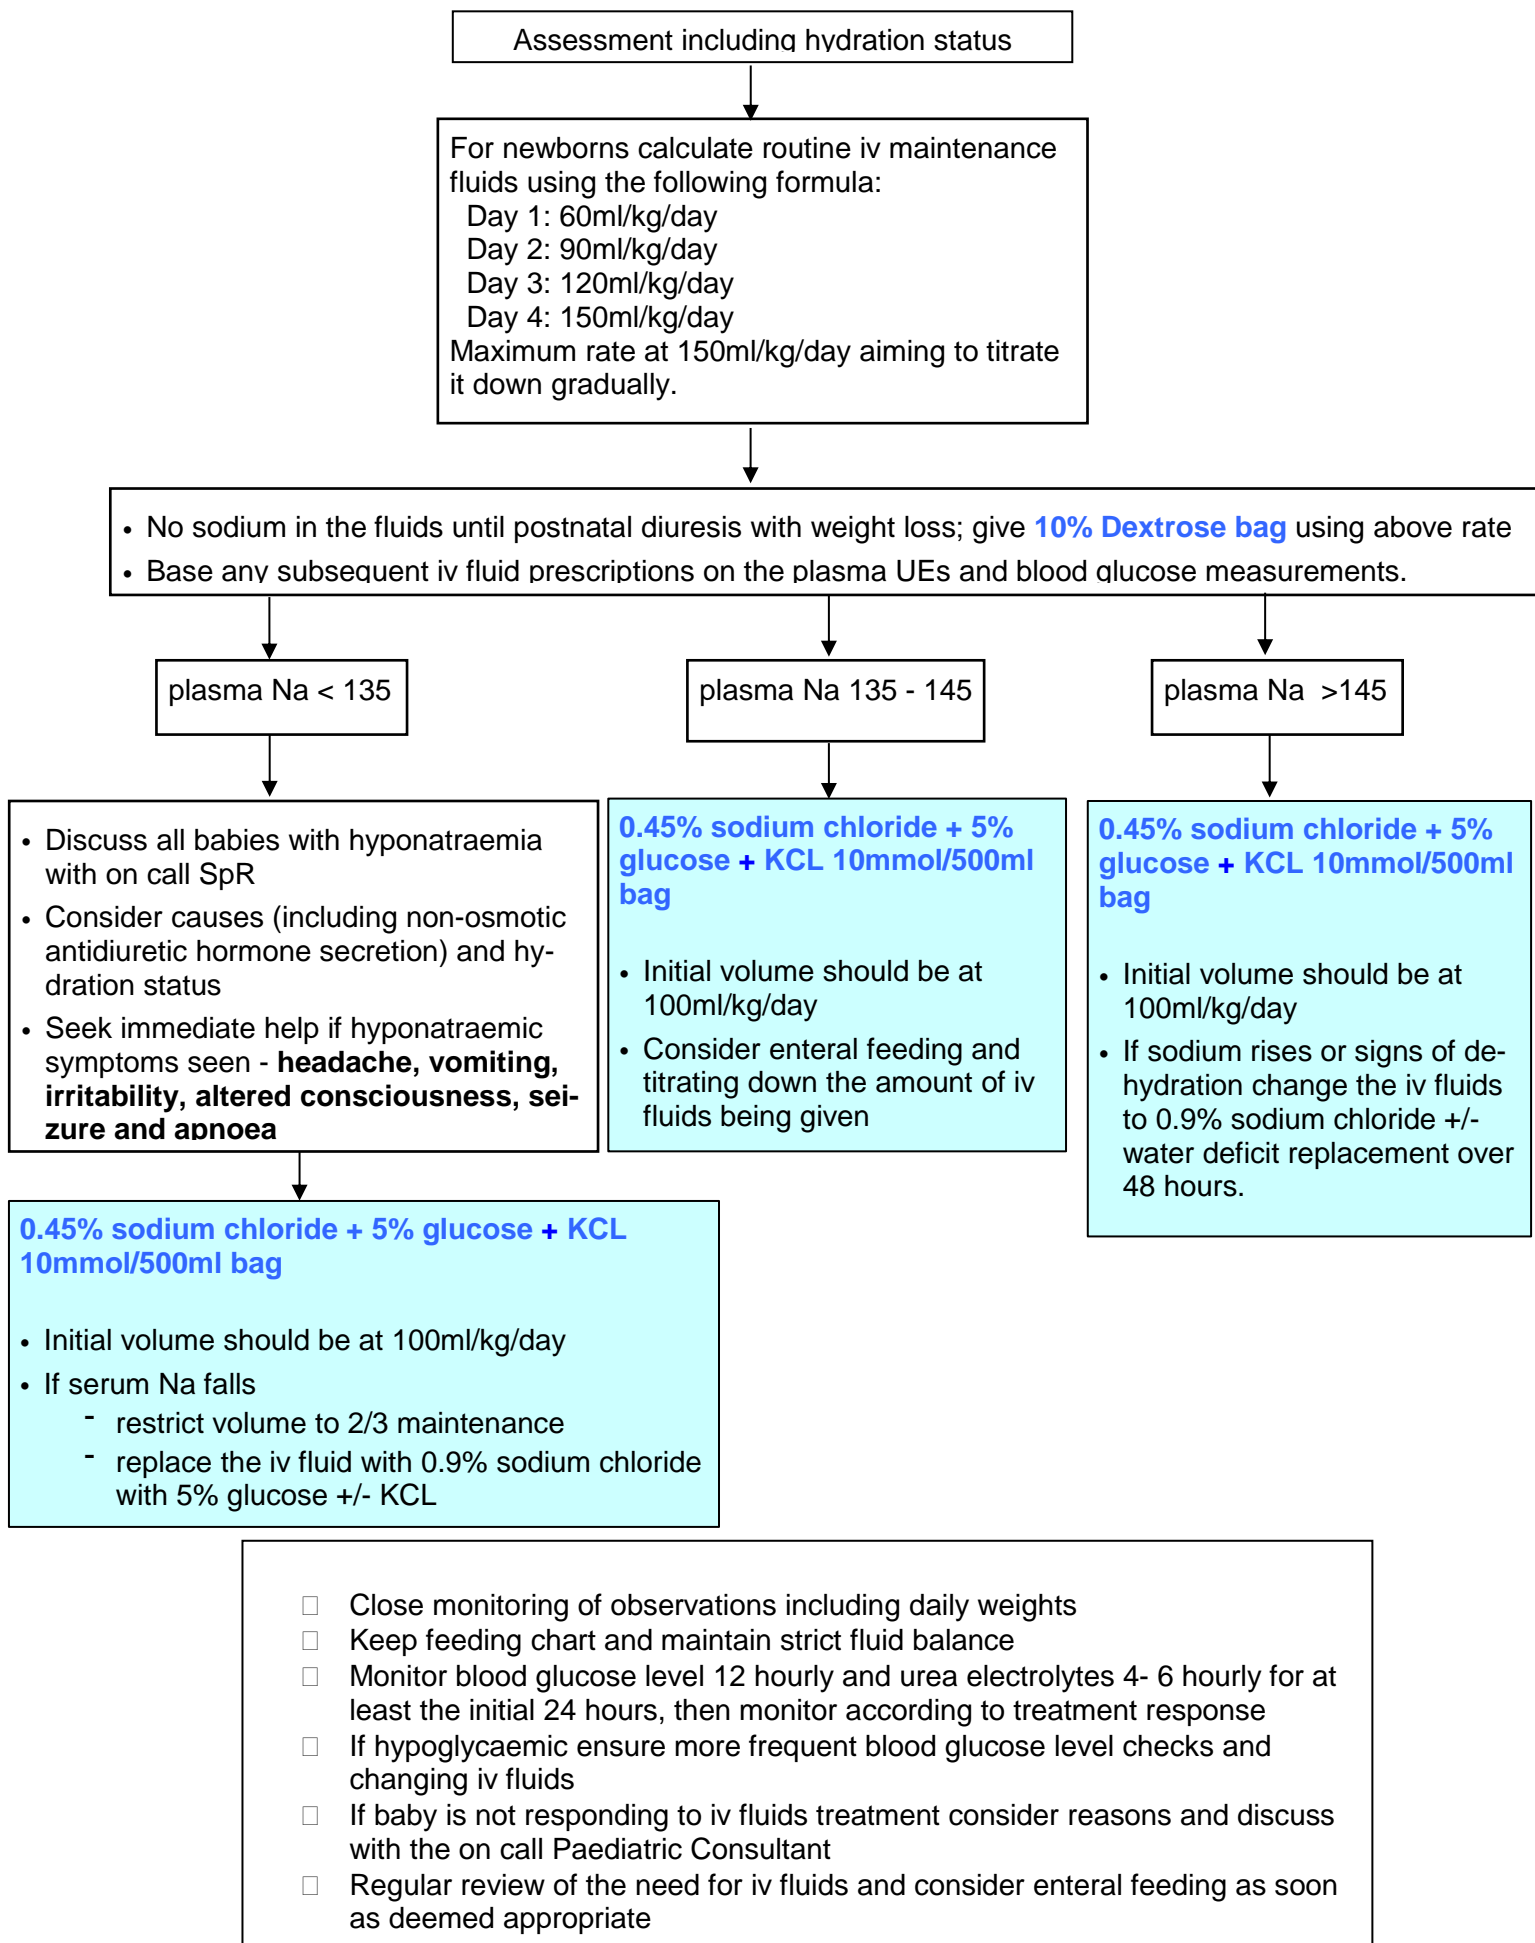 Assessment including hydration status
For newborns calculate routine iv maintenance
fluids using the following formula:
Day 1: 60ml/kg/day
Day 2: 90ml/kg/day
Day 3: 120ml/kg/day
Day 4: 150ml/kg/day
Maximum rate at 150ml/kg/day aiming to titrate
it down gradually.
• No sodium in the fluids until postnatal diuresis with weight loss; give 10% Dextrose bag using above rate
• Base any subsequent iv fluid prescriptions on the plasma UEs and blood glucose measurements.
plasma Na < 135
plasma Na 135 - 145
plasma Na >145
• Discuss all babies with hyponatraemia
with on call SpR
• Consider causes (including non-osmotic
antidiuretic hormone secretion) and hy-
dration status
• Seek immediate help if hyponatraemic
symptoms seen - headache, vomiting,
irritability, altered consciousness, sei-
zure and apnoea
0.45% sodium chloride + 5%
glucose + KCL 10mmol/500ml
bag
• Initial volume should be at
100ml/kg/day
• Consider enteral feeding and
titrating down the amount of iv
fluids being given
0.45% sodium chloride + 5%
glucose + KCL 10mmol/500ml
bag
• Initial volume should be at
100ml/kg/day
• If sodium rises or signs of de-
hydration change the iv fluids
to 0.9% sodium chloride +/-
water deficit replacement over
48 hours.
0.45% sodium chloride + 5% glucose + KCL
10mmol/500ml bag
• Initial volume should be at 100ml/kg/day
• If serum Na falls
- restrict volume to 2/3 maintenance
- replace the iv fluid with 0.9% sodium chloride
with 5% glucose +/- KCL
□ Close monitoring of observations including daily weights
□ Keep feeding chart and maintain strict fluid balance
□ Monitor blood glucose level 12 hourly and urea electrolytes 4- 6 hourly for at
least the initial 24 hours, then monitor according to treatment response
□ If hypoglycaemic ensure more frequent blood glucose level checks and
changing iv fluids
□ If baby is not responding to iv fluids treatment consider reasons and discuss
with the on call Paediatric Consultant
□ Regular review of the need for iv fluids and consider enteral feeding as soon
as deemed appropriate